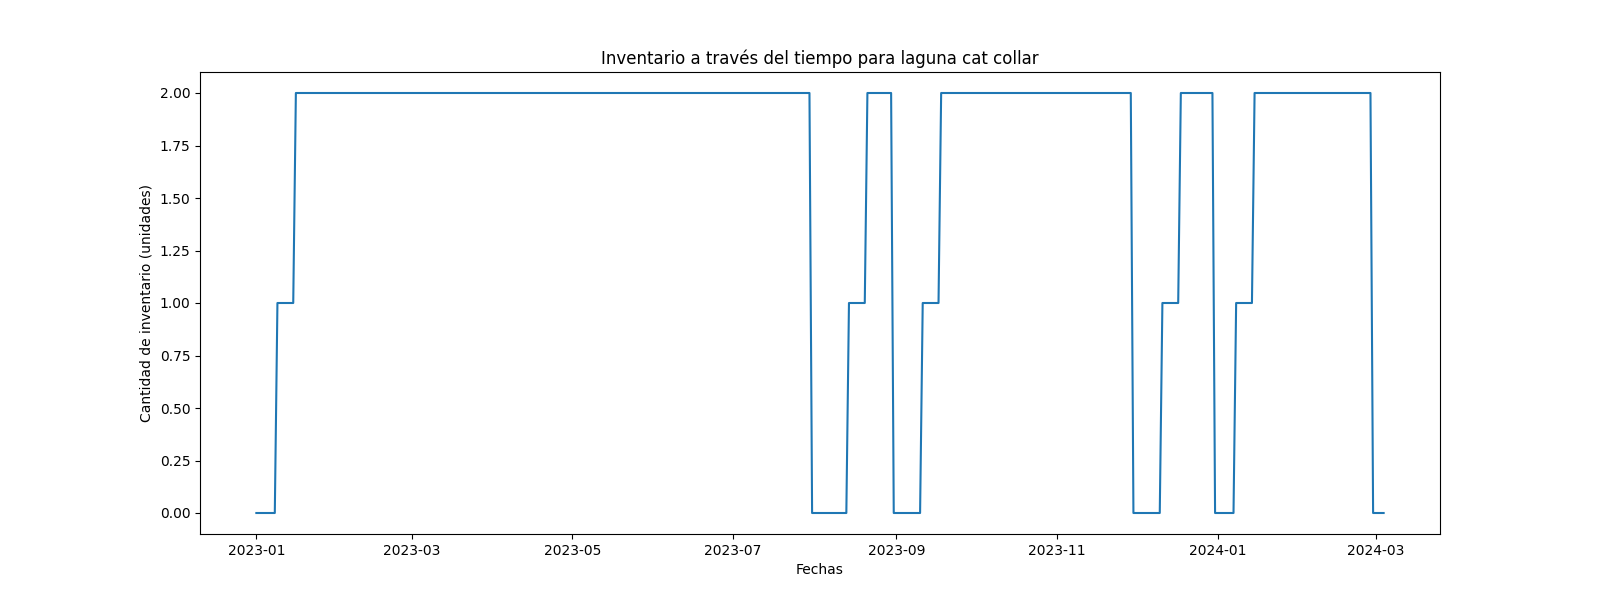 Inventario a través del tiempo para laguna cat collar
Cantidad de inventario (unidades)
2.00
1.75
1.50
1.25
1.00
0.75
0.50
0.25
0.00
2023-01 2023-03 2023-05 2023-07 2023-09 2023-11 2024-01 2024-03
Fechas